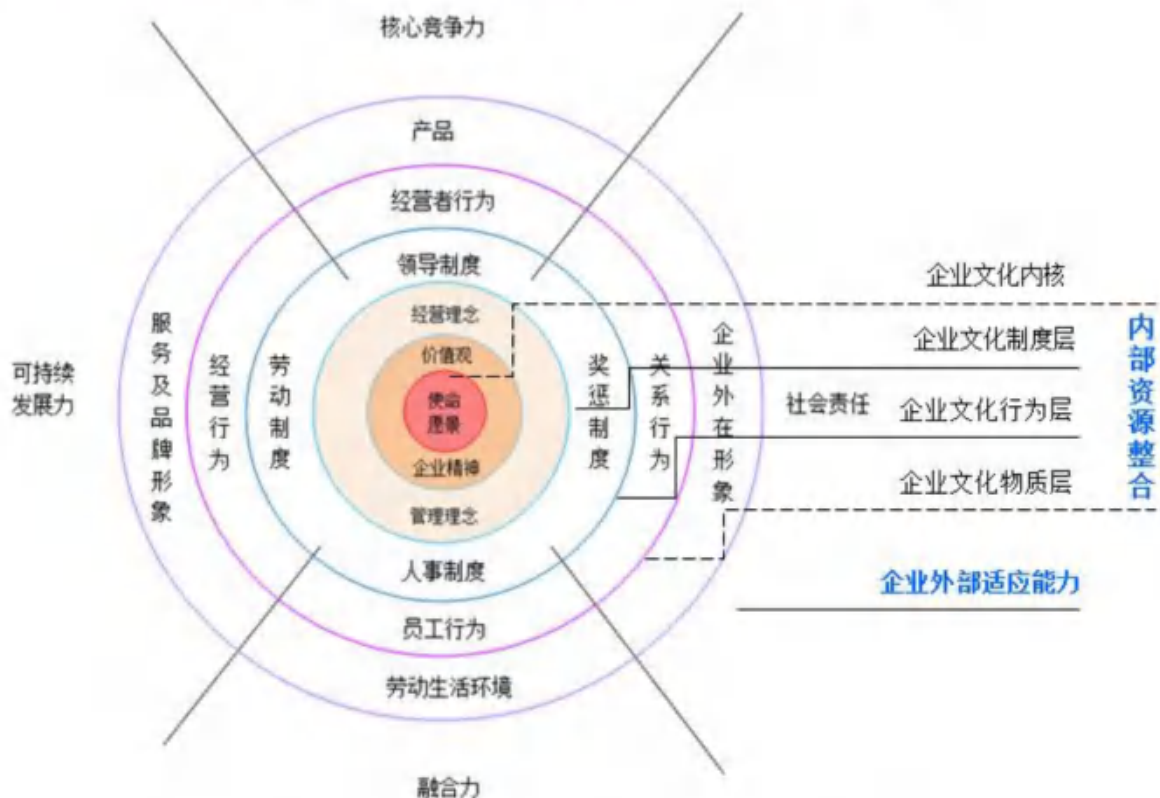 核心竞争力
产品
经营者行为
领导制度
经营理念
价值观
使命
愿景
企业精神
管理理念
人事制度
员工行为
劳动生活环境
融合力
可持续
发展力
服务及品牌形象
经营行为
劳动制度
奖惩制度
关系行为
企业外在形象
社会责任
企业文化内核
企业文化制度层
企业文化行为层
企业文化物质层
内部资源整合
企业外部适应能力